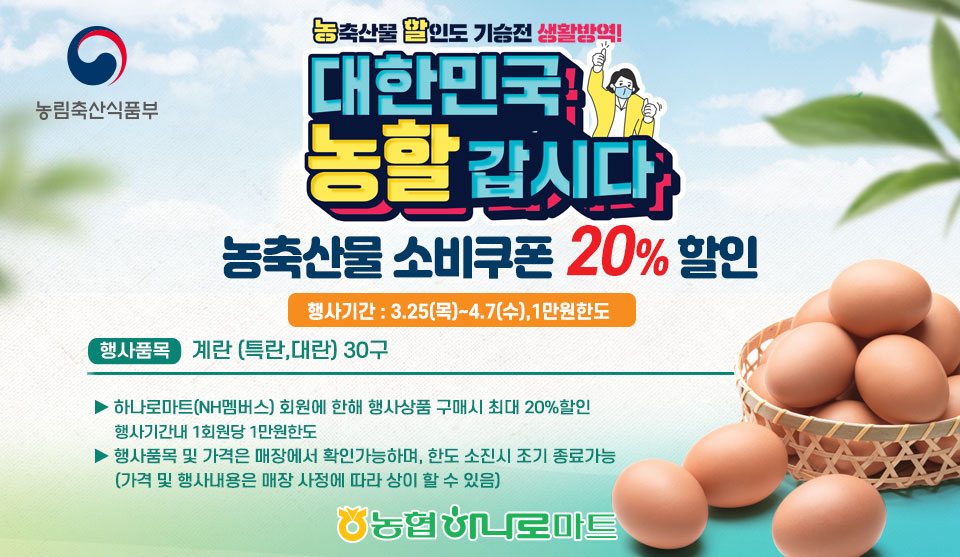 농축산물 할인도 기승전 생활방역!
대한민국
농할 갑시다
농림축산식품부
농축산물 소비쿠폰 20% 할인
행사기간 : 3.25(목)~4.7(수),1만원한도
행사품목 계란 (특란,대란) 30구
▶ 하나로마트(NH멤버스) 회원에 한해 행사상품 구매시 최대 20%할인
행사기간내 1회원당 1만원한도
▶ 행사품목 및 가격은 매장에서 확인가능하며, 한도 소진시 조기 종료가능
(가격 및 행사내용은 매장 사정에 따라 상이 할 수 있음)
농협 하나로마트